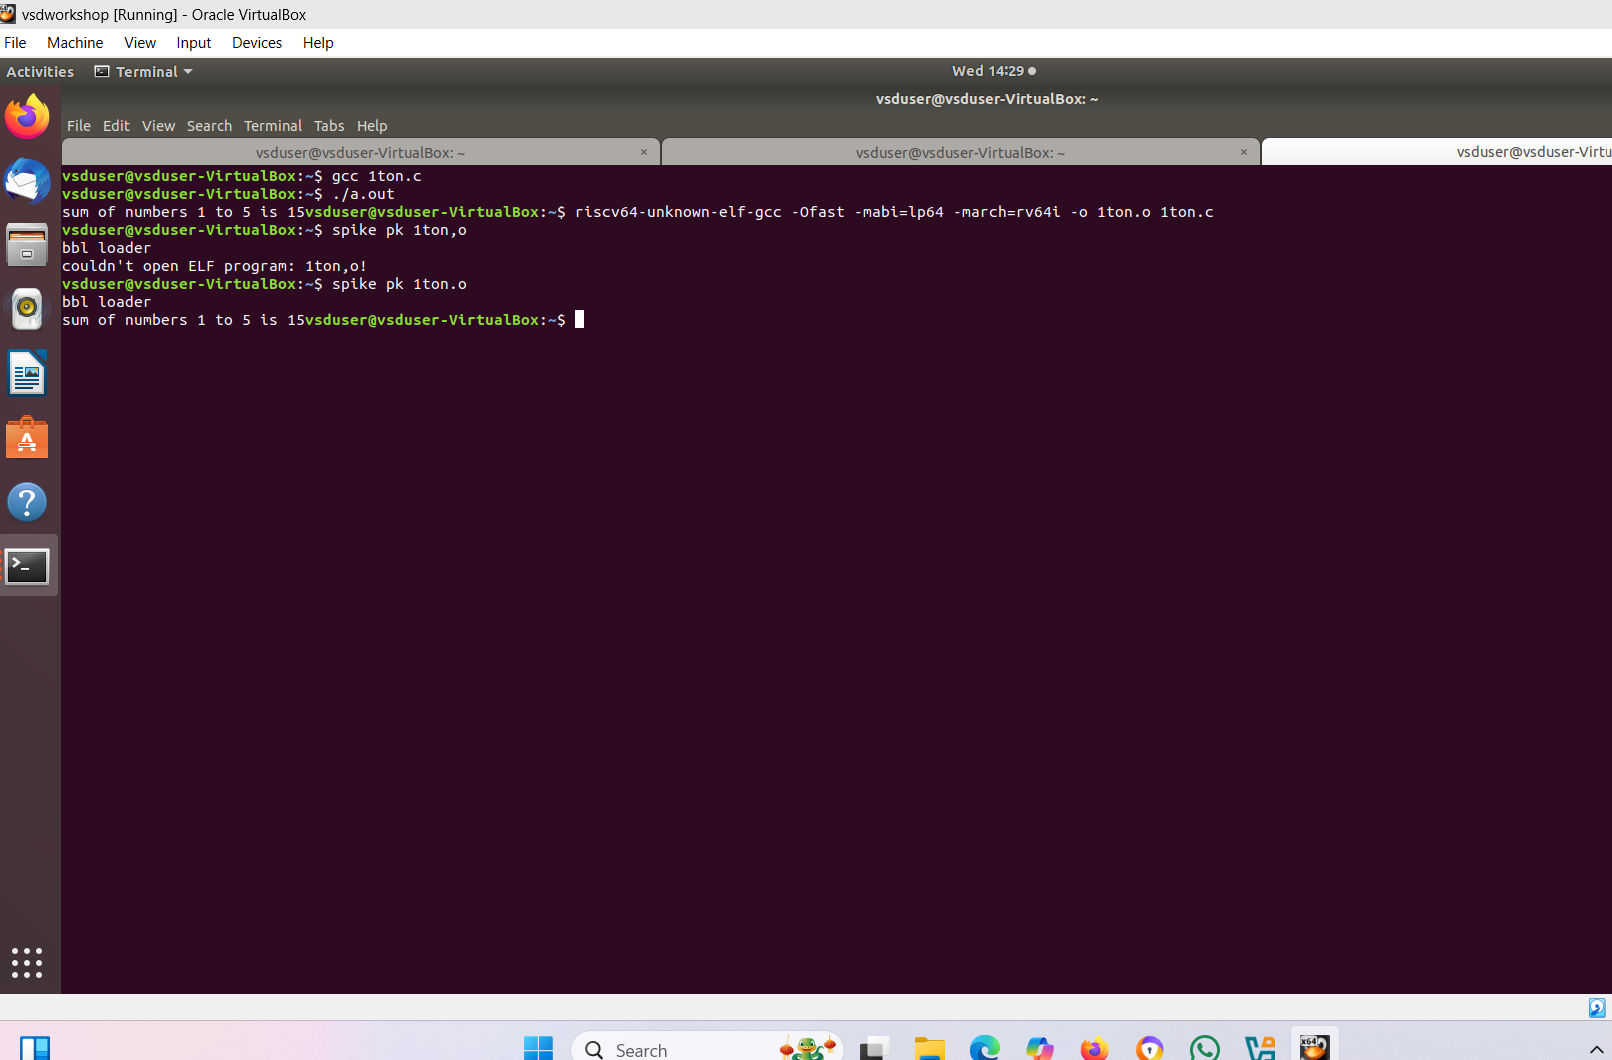 vsdworkshop [Running] - Oracle VirtualBox
File Machine View Input Devices Help
Activities Terminal Wed 14:29
vsduser@vsduser-VirtualBox: ~
File Edit View Search Terminal Tabs Help
vsduser@vsduser-VirtualBox: ~ × vsduser@vsduser-VirtualBox: ~ × vsduser@vsduser-Virtu
vsduser@vsduser-VirtualBox:~$ gcc 1ton.c
vsduser@vsduser-VirtualBox:~$ ./a.out
sum of numbers 1 to 5 is 15vsduser@vsduser-VirtualBox:~$ riscv64-unknown-elf-gcc -Ofast -mabi=lp64 -march=rv64i -o 1ton.o 1ton.c
vsduser@vsduser-VirtualBox:~$ spike pk 1ton,o
bbl loader
couldn't open ELF program: 1ton,o!
vsduser@vsduser-VirtualBox:~$ spike pk 1ton.o
bbl loader
sum of numbers 1 to 5 is 15vsduser@vsduser-VirtualBox:~$
Search
x64